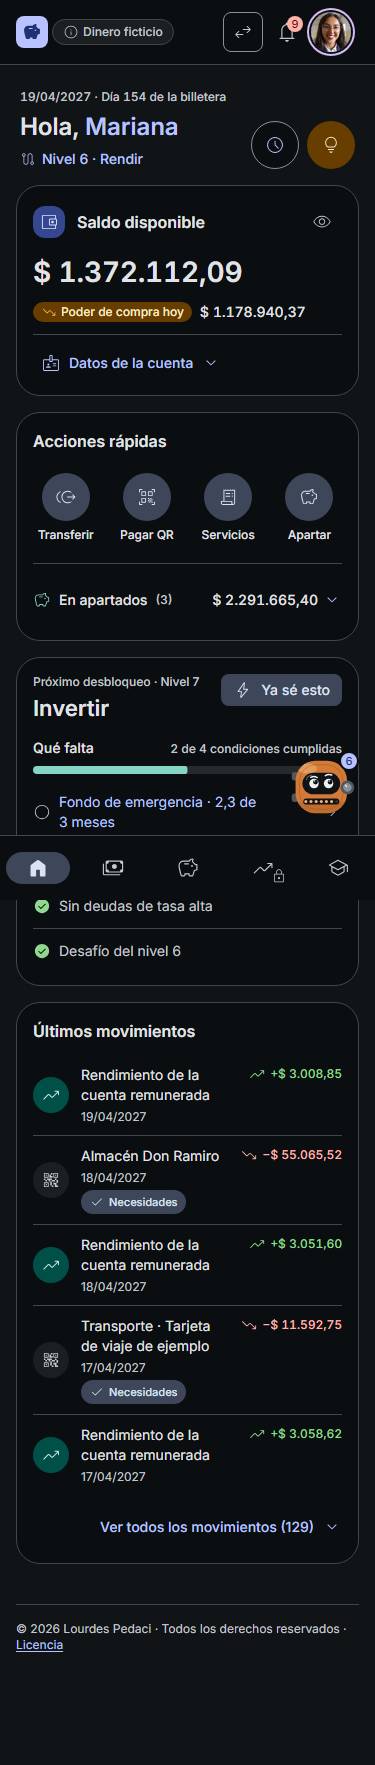 Dinero ficticio
9
19/04/2027 · Día 154 de la billetera
Hola, Mariana
Nivel 6 · Rendir
Saldo disponible
$ 1.372.112,09
Poder de compra hoy $ 1.178.940,37
Datos de la cuenta
Acciones rápidas
Transferir Pagar QR Servicios Apartar
En apartados (3) $ 2.291.665,40
Próximo desbloqueo · Nivel 7
Ya sé esto
Invertir
Qué falta 2 de 4 condiciones cumplidas
6
Fondo de emergencia · 2,3 de
3 meses
Sin deudas de tasa alta
Desafío del nivel 6
Últimos movimientos
Rendimiento de la
cuenta remunerada
+$ 3.008,85
19/04/2027
Almacén Don Ramiro −$ 55.065,52
18/04/2027
Necesidades
Rendimiento de la
cuenta remunerada
+$ 3.051,60
18/04/2027
Transporte · Tarjeta
de viaje de ejemplo
−$ 11.592,75
17/04/2027
Necesidades
Rendimiento de la
cuenta remunerada
+$ 3.058,62
17/04/2027
Ver todos los movimientos (129)
© 2026 Lourdes Pedaci · Todos los derechos reservados ·
Licencia